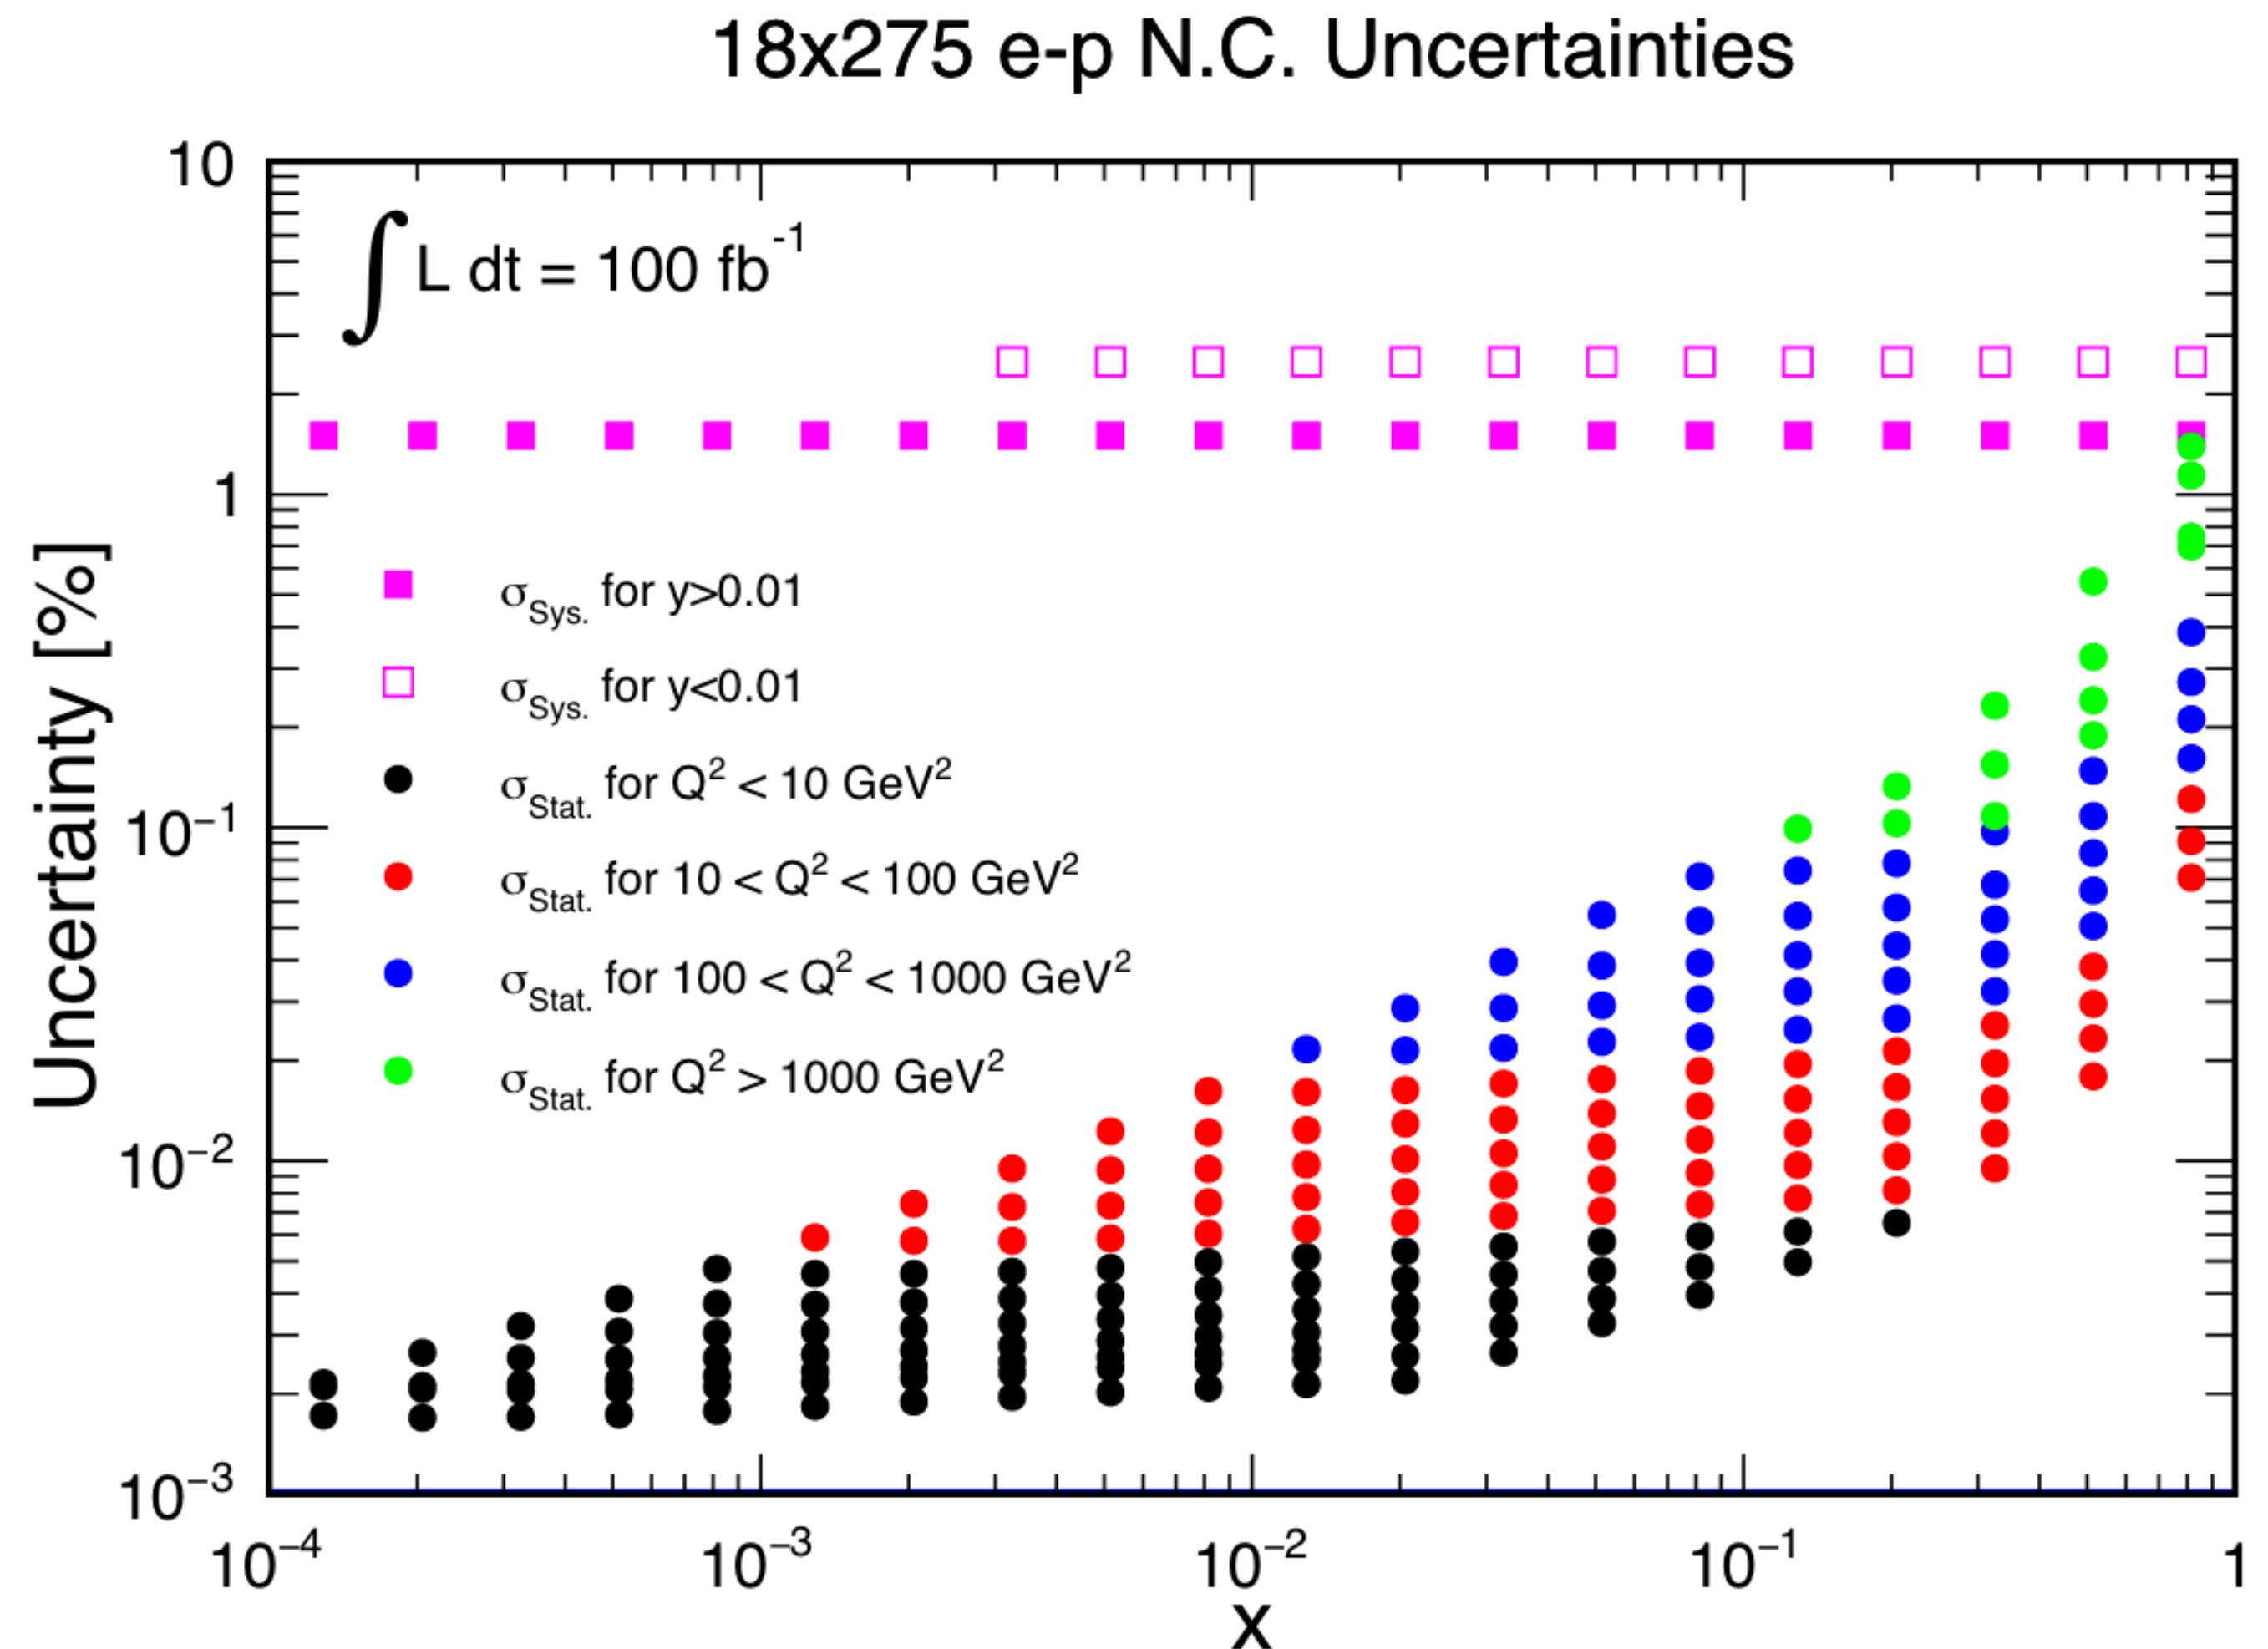 18x275 e-p N.C. Uncertainties
10
∫ L dt = 100 fb⁻¹
1
σSys. for y>0.01
σSys. for y<0.01
σStat. for Q² < 10 GeV²
10⁻¹
σStat. for 10 < Q² < 100 GeV²
σStat. for 100 < Q² < 1000 GeV²
σStat. for Q² > 1000 GeV²
10⁻²
10⁻³
Uncertainty [%]
10⁻⁴ 10⁻³ 10⁻² 10⁻¹ 1
x